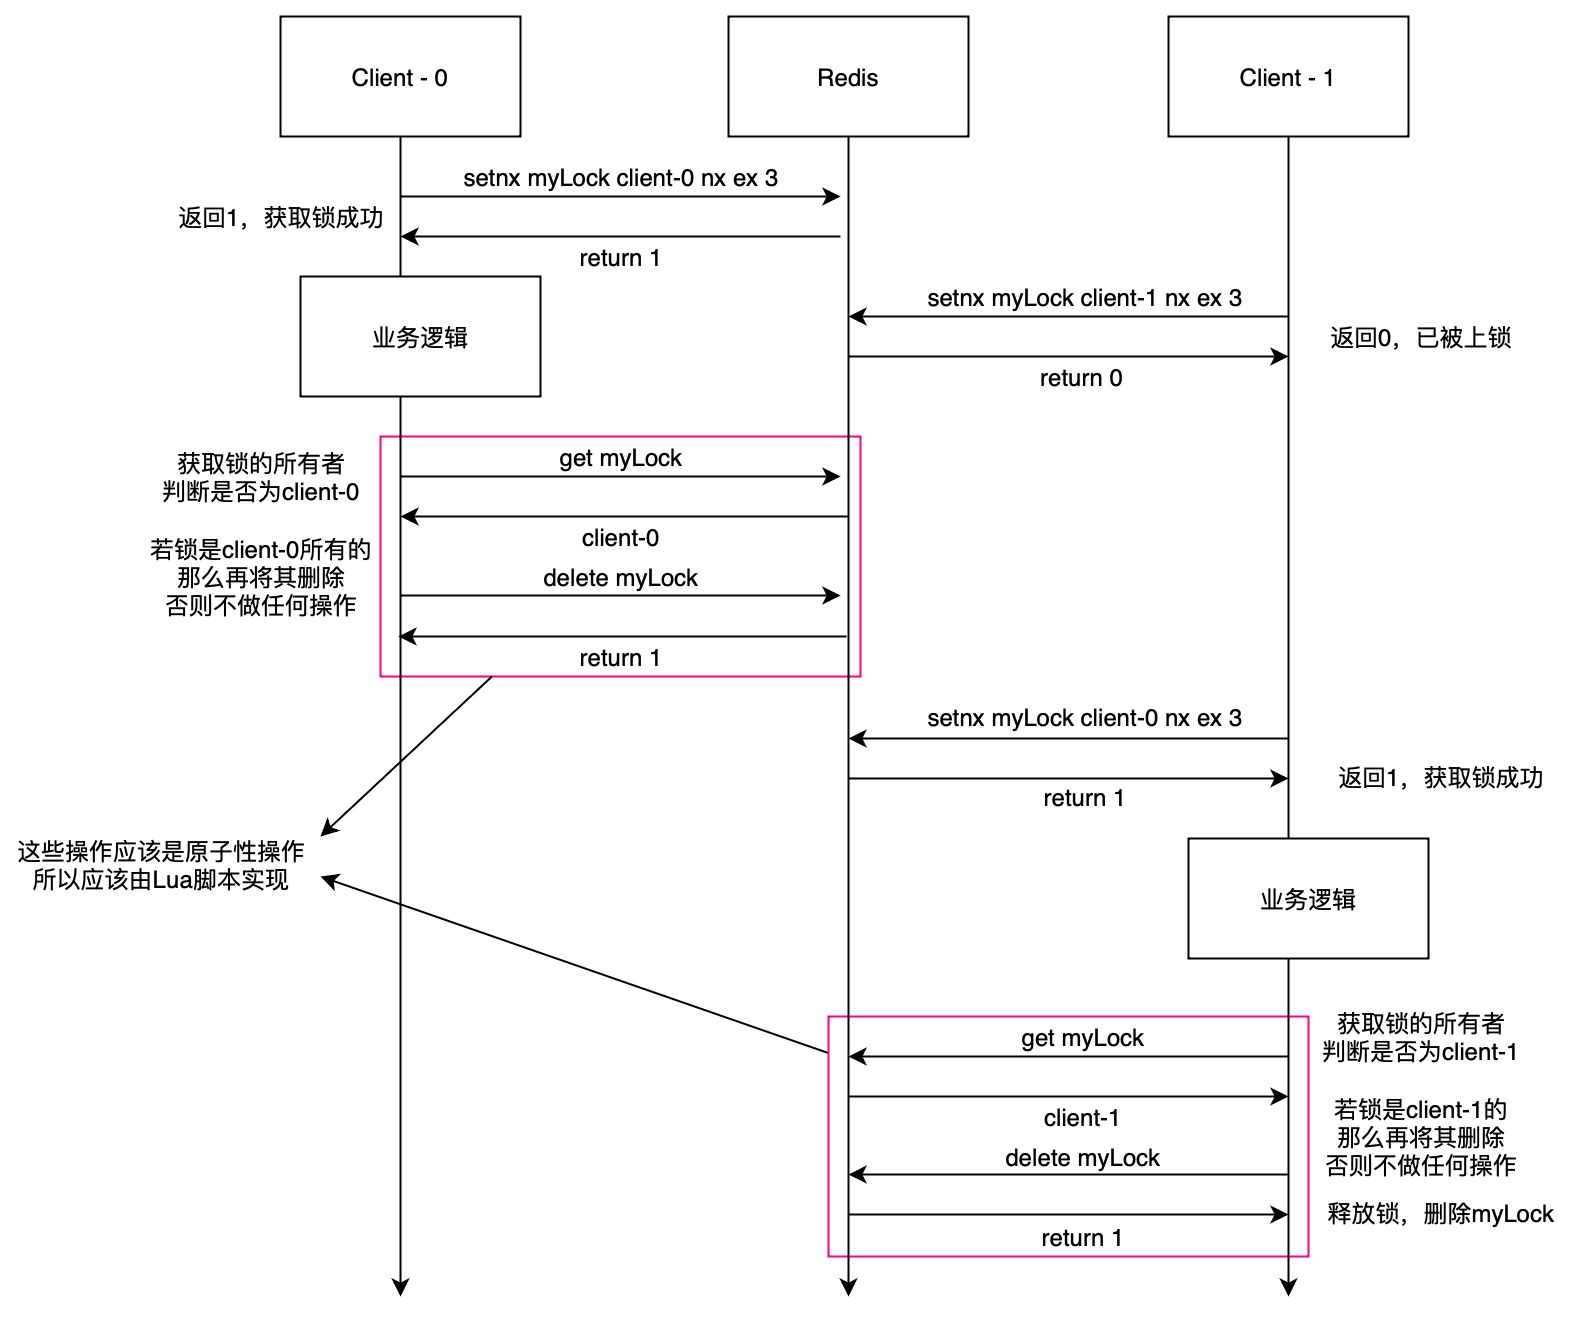 Client - 0
Redis
Client - 1
setnx myLock client-0 nx ex 3
返回1，获取锁成功
return 1
setnx myLock client-1 nx ex 3
业务逻辑
返回0，已被上锁
return 0
获取锁的所有者
判断是否为client-0
get myLock
client-0
若锁是client-0所有的
那么再将其删除
否则不做任何操作
delete myLock
return 1
setnx myLock client-0 nx ex 3
返回1，获取锁成功
return 1
这些操作应该是原子性操作
所以应该由Lua脚本实现
业务逻辑
获取锁的所有者
判断是否为client-1
get myLock
client-1
若锁是client-1的
那么再将其删除
否则不做任何操作
delete myLock
释放锁，删除myLock
return 1